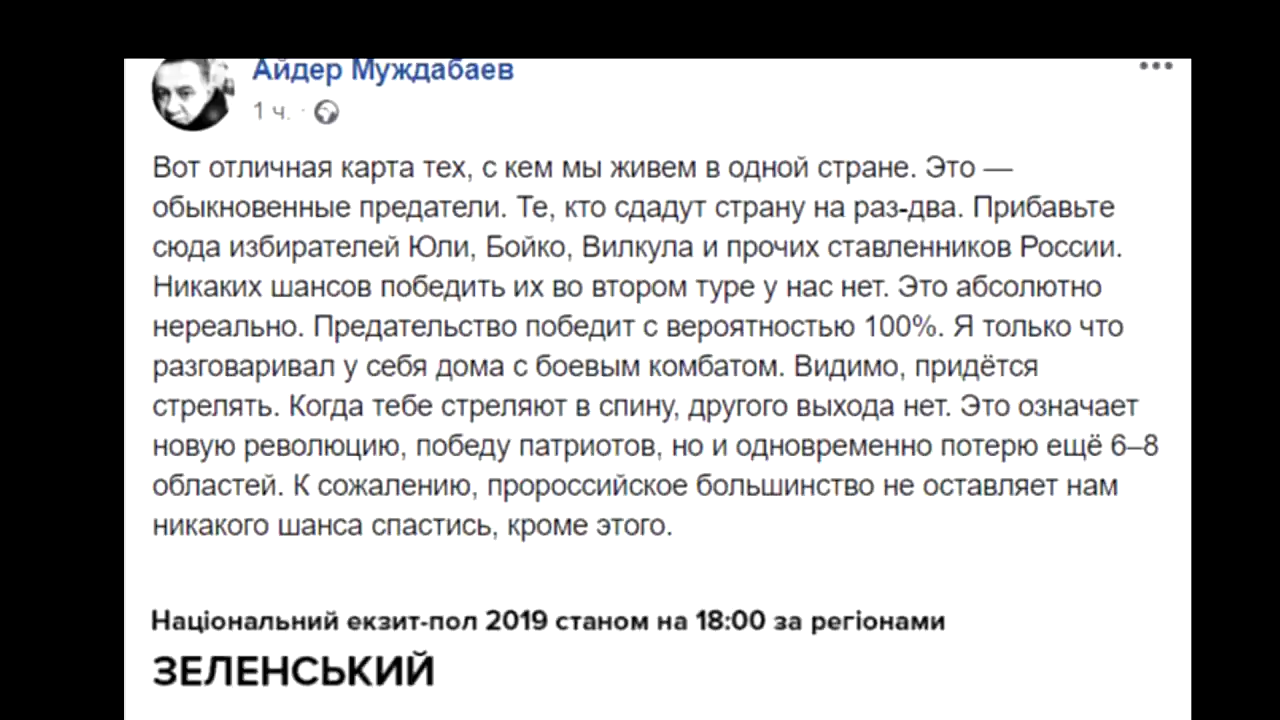 Айдер Муждабаев
1 ч. ·
Вот отличная карта тех, с кем мы живем в одной стране. Это —
обыкновенные предатели. Те, кто сдадут страну на раз-два. Прибавьте
сюда избирателей Юли, Бойко, Вилкула и прочих ставленников России.
Никаких шансов победить их во втором туре у нас нет. Это абсолютно
нереально. Предательство победит с вероятностью 100%. Я только что
разговаривал у себя дома с боевым комбатом. Видимо, придётся
стрелять. Когда тебе стреляют в спину, другого выхода нет. Это означает
новую революцию, победу патриотов, но и одновременно потерю ещё 6–8
областей. К сожалению, пророссийское большинство не оставляет нам
никакого шанса спастись, кроме этого.
Національний екзит-пол 2019 станом на 18:00 за регіонами
ЗЕЛЕНСЬКИЙ